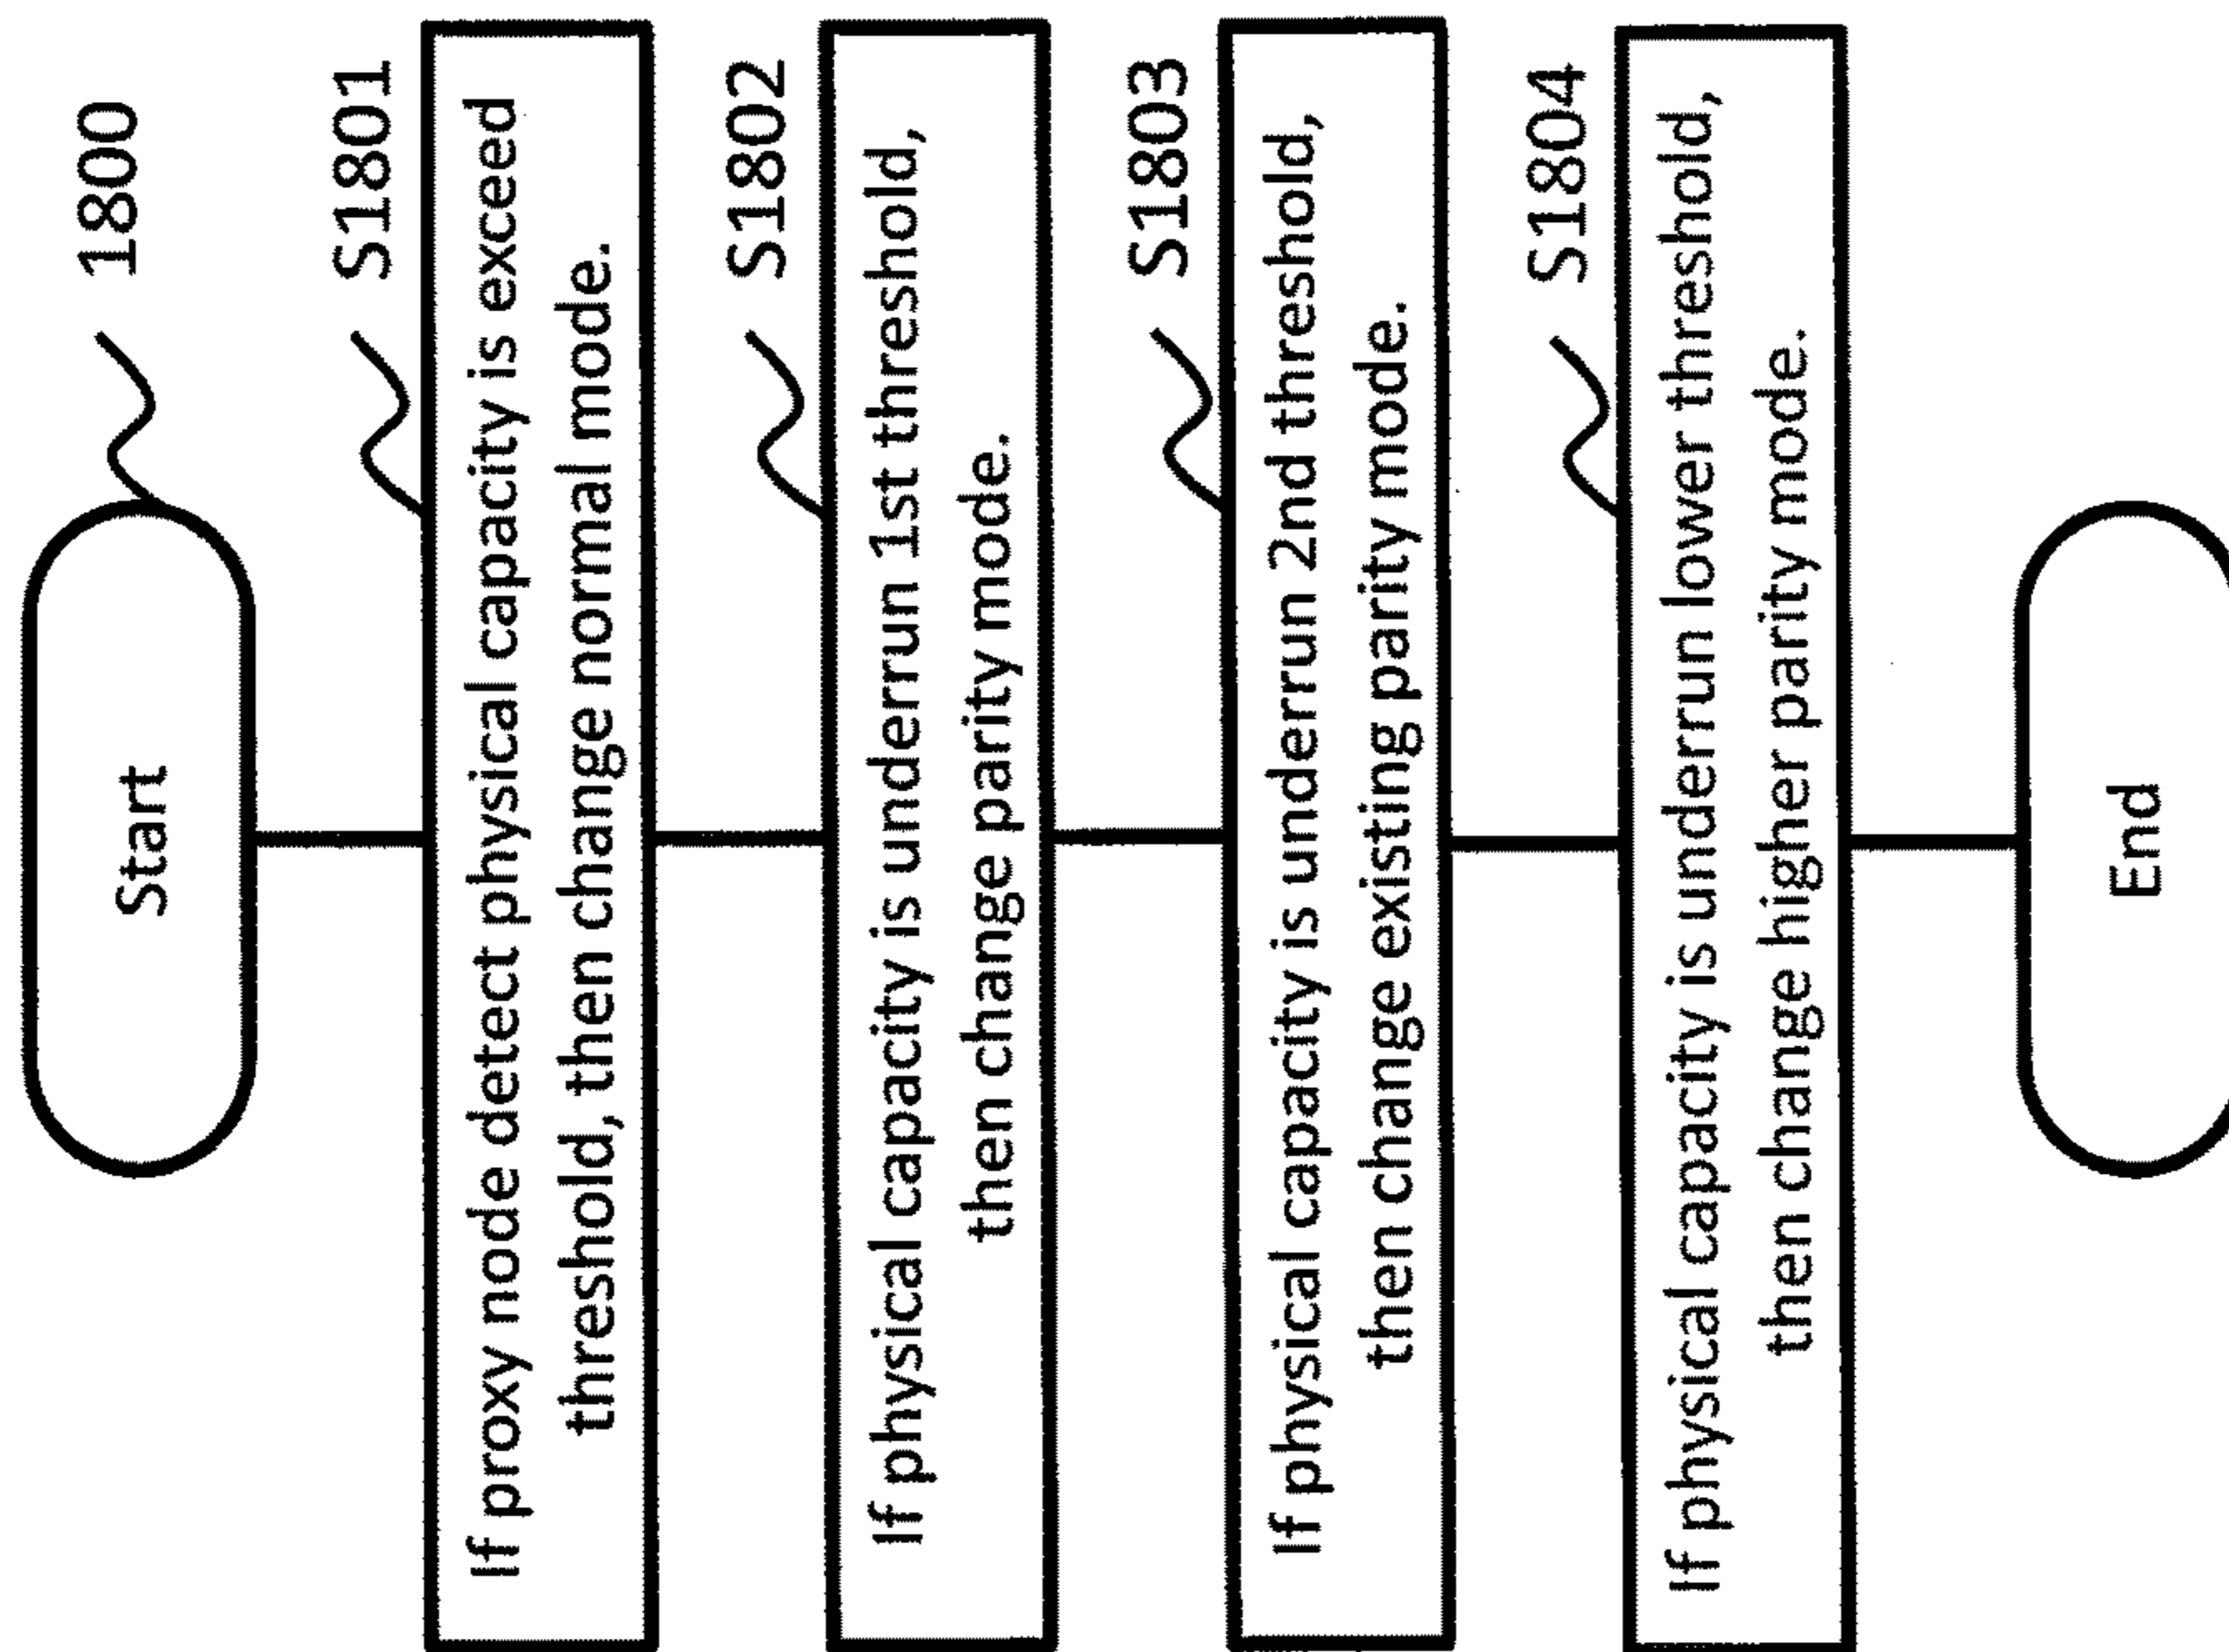 1800
Start
S1801
If proxy node detect physical capacity is exceed
threshold, then change normal mode.
S1802
If physical capacity is underrun 1st threshold,
then change parity mode.
S1803
If physical capacity is underrun 2nd threshold,
then change existing parity mode.
S1804
If physical capacity is underrun lower threshold,
then change higher parity mode.
End